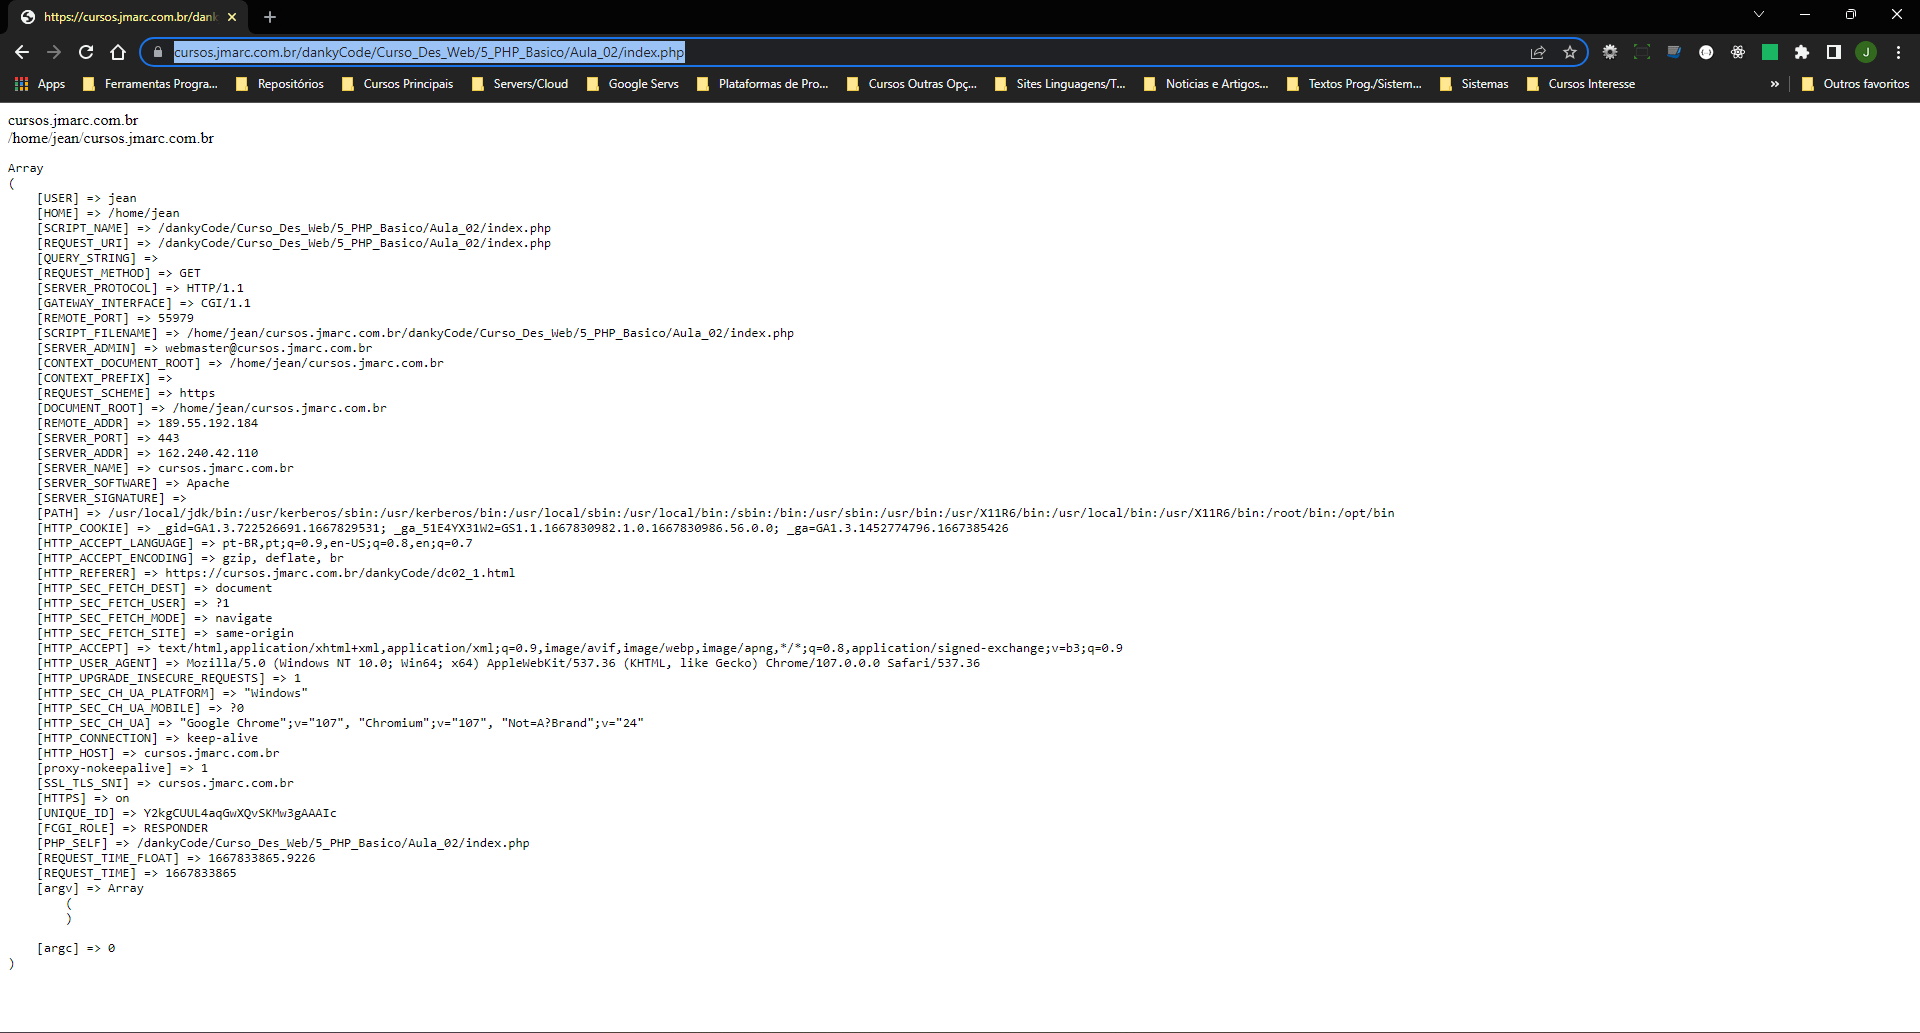 https://cursos.jmarc.com.br/dank
cursos.jmarc.com.br/dankyCode/Curso_Des_Web/5_PHP_Basico/Aula_02/index.php
J
Apps
Ferramentas Progra...
Repositórios
Cursos Principais
Servers/Cloud
Google Servs
Plataformas de Pro...
Cursos Outras Opç...
Sites Linguagens/T...
Noticias e Artigos...
Textos Prog./Sistem...
Sistemas
Cursos Interesse
»
Outros favoritos
cursos.jmarc.com.br
/home/jean/cursos.jmarc.com.br
Array
(
[USER] => jean
[HOME] => /home/jean
[SCRIPT_NAME] => /dankyCode/Curso_Des_Web/5_PHP_Basico/Aula_02/index.php
[REQUEST_URI] => /dankyCode/Curso_Des_Web/5_PHP_Basico/Aula_02/index.php
[QUERY_STRING] =>
[REQUEST_METHOD] => GET
[SERVER_PROTOCOL] => HTTP/1.1
[GATEWAY_INTERFACE] => CGI/1.1
[REMOTE_PORT] => 55979
[SCRIPT_FILENAME] => /home/jean/cursos.jmarc.com.br/dankyCode/Curso_Des_Web/5_PHP_Basico/Aula_02/index.php
[SERVER_ADMIN] => webmaster@cursos.jmarc.com.br
[CONTEXT_DOCUMENT_ROOT] => /home/jean/cursos.jmarc.com.br
[CONTEXT_PREFIX] =>
[REQUEST_SCHEME] => https
[DOCUMENT_ROOT] => /home/jean/cursos.jmarc.com.br
[REMOTE_ADDR] => 189.55.192.184
[SERVER_PORT] => 443
[SERVER_ADDR] => 162.240.42.110
[SERVER_NAME] => cursos.jmarc.com.br
[SERVER_SOFTWARE] => Apache
[SERVER_SIGNATURE] =>
[PATH] => /usr/local/jdk/bin:/usr/kerberos/sbin:/usr/kerberos/bin:/usr/local/sbin:/usr/local/bin:/sbin:/bin:/usr/sbin:/usr/bin:/usr/X11R6/bin:/usr/local/bin:/usr/X11R6/bin:/root/bin:/opt/bin
[HTTP_COOKIE] => _gid=GA1.3.722526691.1667829531; _ga_51E4YX31W2=GS1.1.1667830982.1.0.1667830986.56.0.0; _ga=GA1.3.1452774796.1667385426
[HTTP_ACCEPT_LANGUAGE] => pt-BR,pt;q=0.9,en-US;q=0.8,en;q=0.7
[HTTP_ACCEPT_ENCODING] => gzip, deflate, br
[HTTP_REFERER] => https://cursos.jmarc.com.br/dankyCode/dc02_1.html
[HTTP_SEC_FETCH_DEST] => document
[HTTP_SEC_FETCH_USER] => ?1
[HTTP_SEC_FETCH_MODE] => navigate
[HTTP_SEC_FETCH_SITE] => same-origin
[HTTP_ACCEPT] => text/html,application/xhtml+xml,application/xml;q=0.9,image/avif,image/webp,image/apng,*/*;q=0.8,application/signed-exchange;v=b3;q=0.9
[HTTP_USER_AGENT] => Mozilla/5.0 (Windows NT 10.0; Win64; x64) AppleWebKit/537.36 (KHTML, like Gecko) Chrome/107.0.0.0 Safari/537.36
[HTTP_UPGRADE_INSECURE_REQUESTS] => 1
[HTTP_SEC_CH_UA_PLATFORM] => "Windows"
[HTTP_SEC_CH_UA_MOBILE] => ?0
[HTTP_SEC_CH_UA] => "Google Chrome";v="107", "Chromium";v="107", "Not=A?Brand";v="24"
[HTTP_CONNECTION] => keep-alive
[HTTP_HOST] => cursos.jmarc.com.br
[proxy-nokeepalive] => 1
[SSL_TLS_SNI] => cursos.jmarc.com.br
[HTTPS] => on
[UNIQUE_ID] => Y2kgCUUL4aqGwXQvSKMw3gAAAIc
[FCGI_ROLE] => RESPONDER
[PHP_SELF] => /dankyCode/Curso_Des_Web/5_PHP_Basico/Aula_02/index.php
[REQUEST_TIME_FLOAT] => 1667833865.9226
[REQUEST_TIME] => 1667833865
[argv] => Array
(
)
[argc] => 0
)